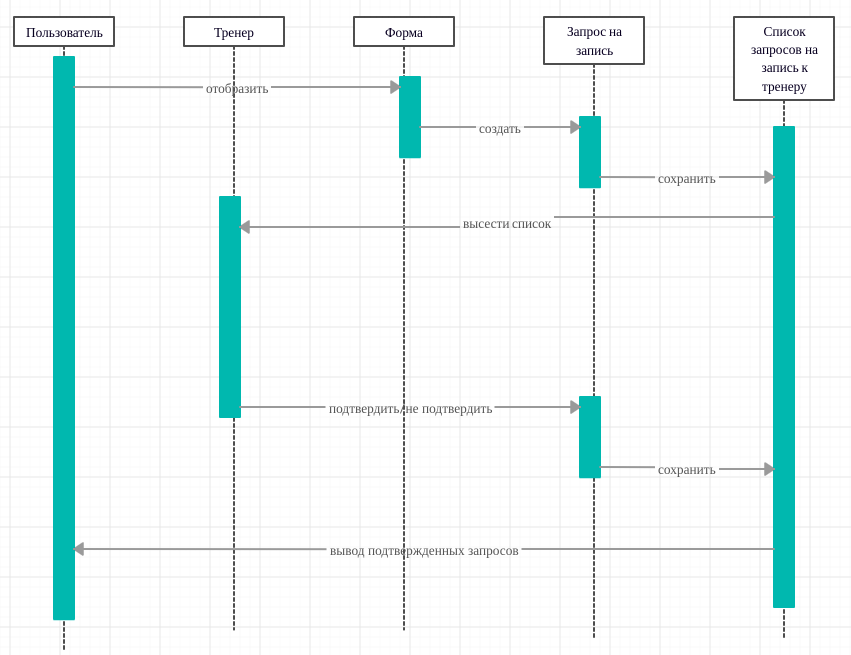 Пользователь
Тренер
Форма
Запрос на
запись
Список
запросов на
запись к
тренеру
отобразить
создать
сохранить
высести список
подтвердить/не подтвердить
сохранить
вывод подтвержденных запросов